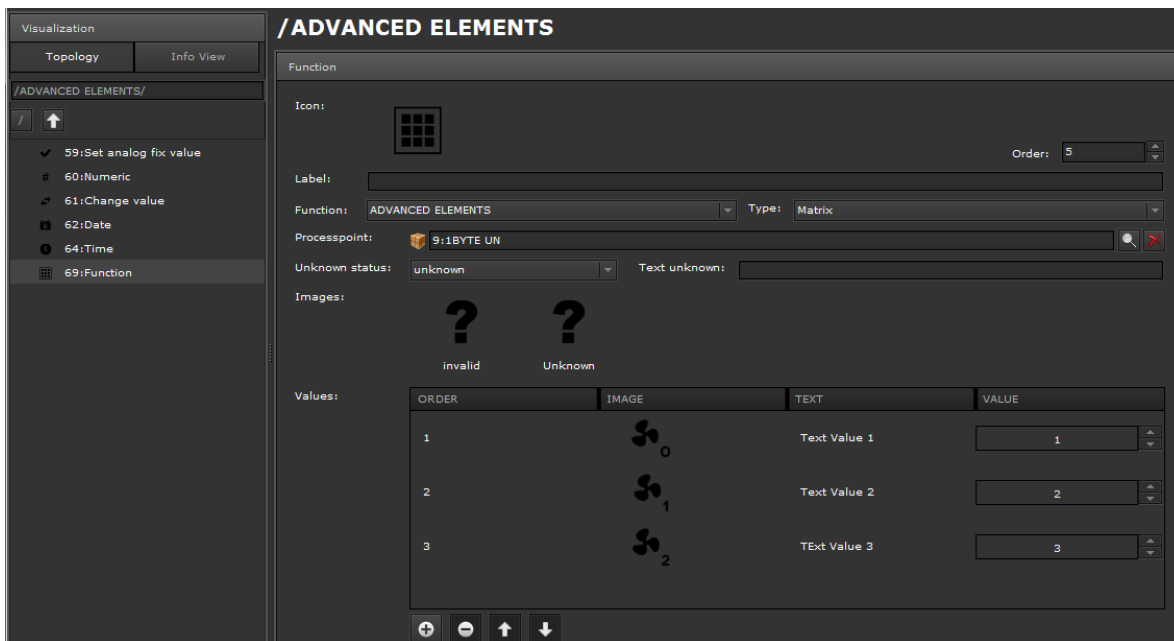 Visualization
Topology
Info View
/ADVANCED ELEMENTS/
/
59:Set analog fix value
# 60:Numeric
61:Change value
62:Date
64:Time
69:Function
/ADVANCED ELEMENTS
Function
Icon:
Order: 5
Label:
Function: ADVANCED ELEMENTS Type: Matrix
Processpoint: 9:1BYTE UN
Unknown status: unknown Text unknown:
Images:
? ?
invalid Unknown
Values:
ORDER IMAGE TEXT VALUE
1 0 Text Value 1 1
2 1 Text Value 2 2
3 2 TExt Value 3 3